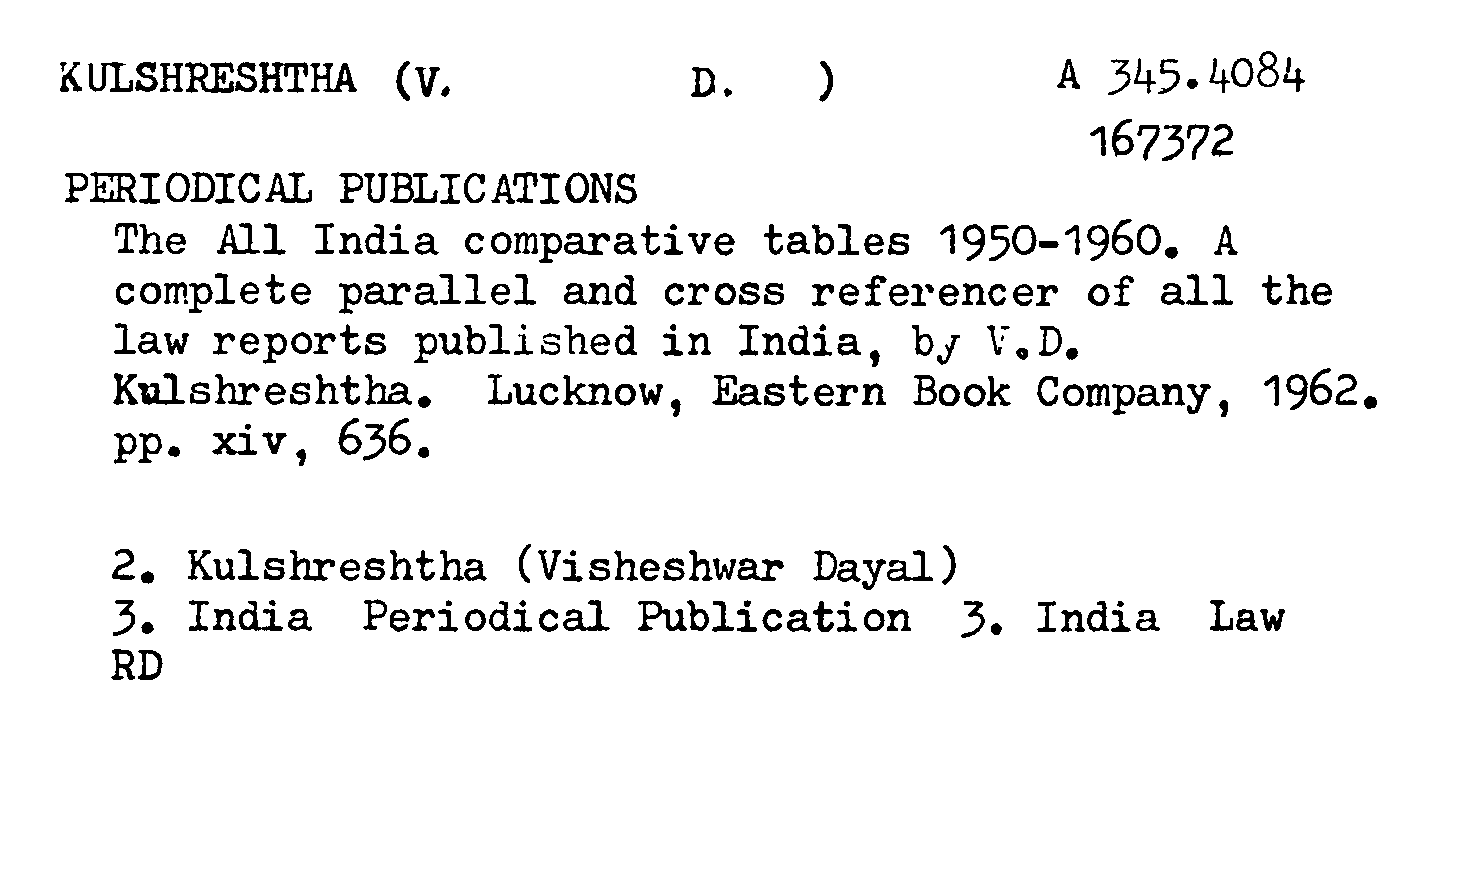 KULSHRESHTHA (V. D. ) A 345.4084
167372
PERIODICAL PUBLICATIONS
The All India comparative tables 1950-1960. A
complete parallel and cross referencer of all the
law reports published in India, by V.D.
Kulshreshtha. Lucknow, Eastern Book Company, 1962.
pp. xiv, 636.
2. Kulshreshtha (Visheshwar Dayal)
3. India Periodical Publication 3. India Law
RD